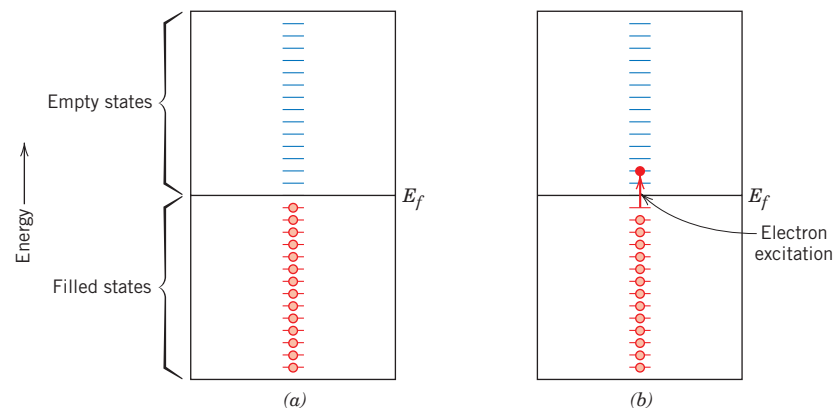 Empty states
Energy
Filled states
E_f
(a)
E_f
Electron
excitation
(b)